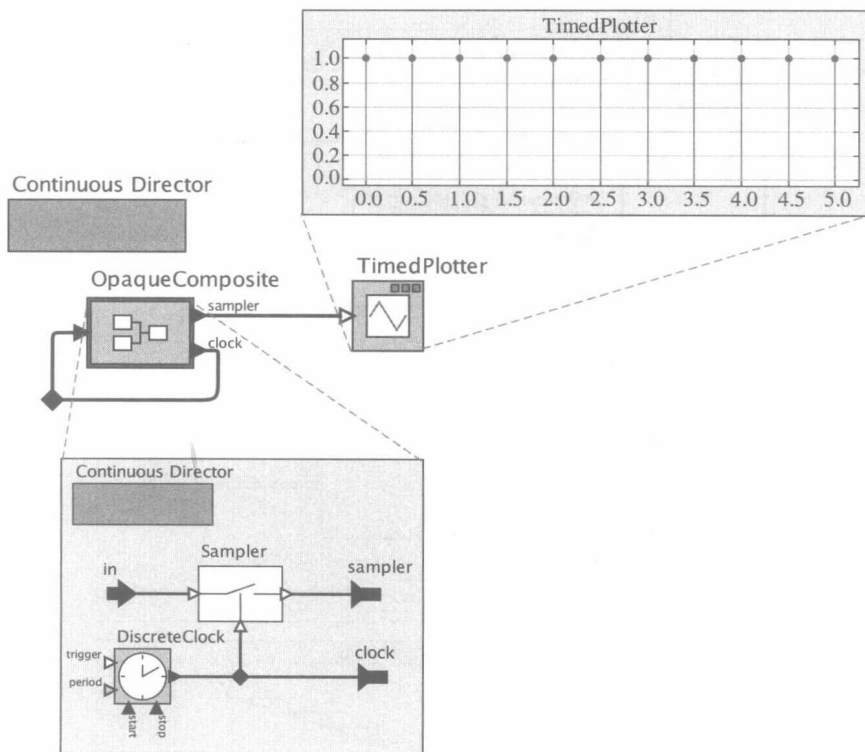 TimedPlotter
1.0
0.8
0.6
0.4
0.2
0.0
0.0 0.5 1.0 1.5 2.0 2.5 3.0 3.5 4.0 4.5 5.0
Continuous Director
OpaqueComposite
sampler
clock
TimedPlotter
Continuous Director
Sampler
in
sampler
DiscreteClock
trigger
period
start
stop
clock